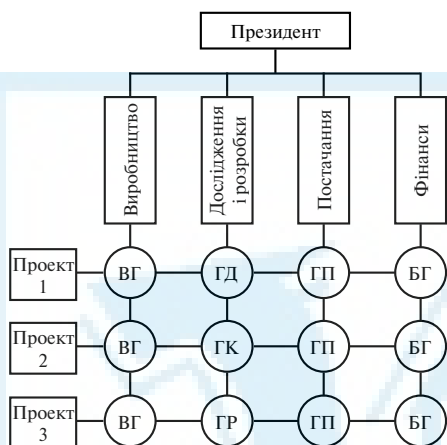 Президент
Виробництво
Дослідження
і розробки
Постачання
Фінанси
Проект
1
ВГ
ГД
ГП
БГ
Проект
2
ВГ
ГК
ГП
БГ
Проект
3
ВГ
ГР
ГП
БГ